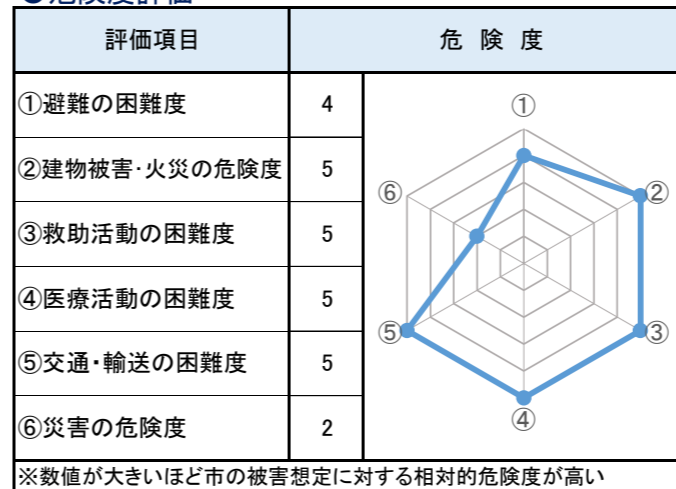 ●危険度評価
評価項目 危 険 度
①避難の困難度 4
②建物被害・火災の危険度 5
③救助活動の困難度 5
④医療活動の困難度 5
⑤交通・輸送の困難度 5
⑥災害の危険度 2
①
②
③
④
⑤
⑥
※数値が大きいほど市の被害想定に対する相対的危険度が高い